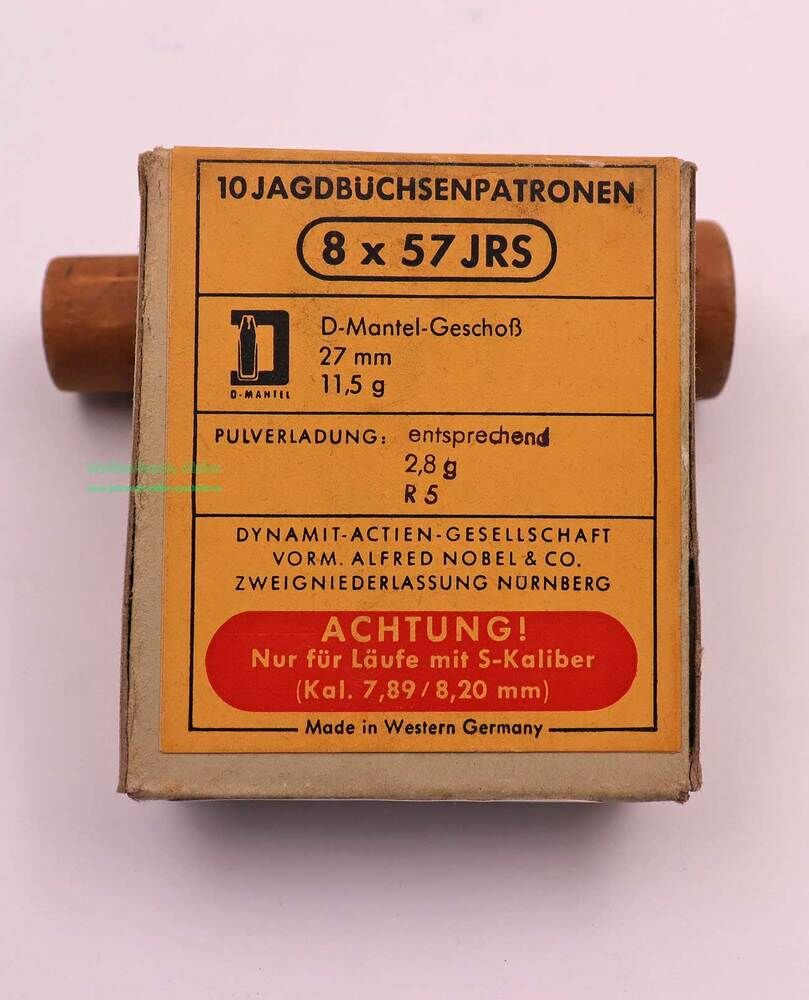 10 JAGDBÜCHSENPATRONEN
8 x 57 JRS
D-Mantel-Geschoß
27 mm
11,5 g
D-MANTEL
PULVERLADUNG: entsprechend
2,8 g
R 5
DYNAMIT-ACTIEN-GESELLSCHAFT
VORM. ALFRED NOBEL & CO.
ZWEIGNIEDERLASSUNG NÜRNBERG
ACHTUNG!
Nur für Läufe mit S-Kaliber
(Kal. 7,89/8,20 mm)
Made in Western Germany